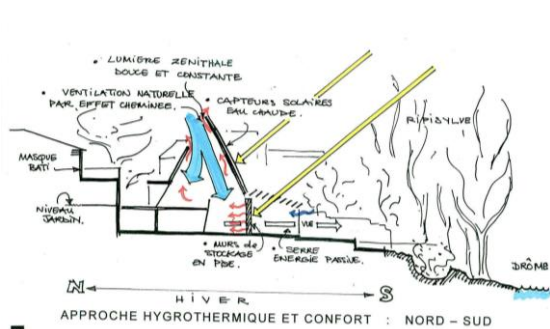 • LUMIERE ZENITHALE
DOUCE ET CONSTANTE
• VENTILATION NATURELLE
PAR EFFET CHEMINEE.
• CAPTEURS SOLAIRES
EAU CHAUDE.
RIPISYLVE
MASQUE
BATI
NIVEAU
JARDIN.
VUE
• MURS de
STOCKAGE
EN PDE.
• SERRE
ENERGIE PASSIVE.
DRÔME
N
S
HIVER
APPROCHE HYGROTHERMIQUE ET CONFORT : NORD – SUD